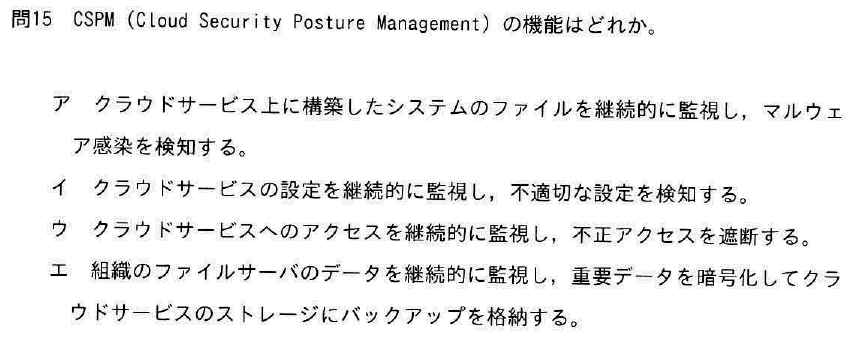 問15　CSPM（Cloud Security Posture Management）の機能はどれか。
ア　クラウドサービス上に構築したシステムのファイルを継続的に監視し，マルウェ
ア感染を検知する。
イ　クラウドサービスの設定を継続的に監視し，不適切な設定を検知する。
ウ　クラウドサービスへのアクセスを継続的に監視し，不正アクセスを遮断する。
エ　組織のファイルサーバのデータを継続的に監視し，重要データを暗号化してクラ
ウドサービスのストレージにバックアップを格納する。